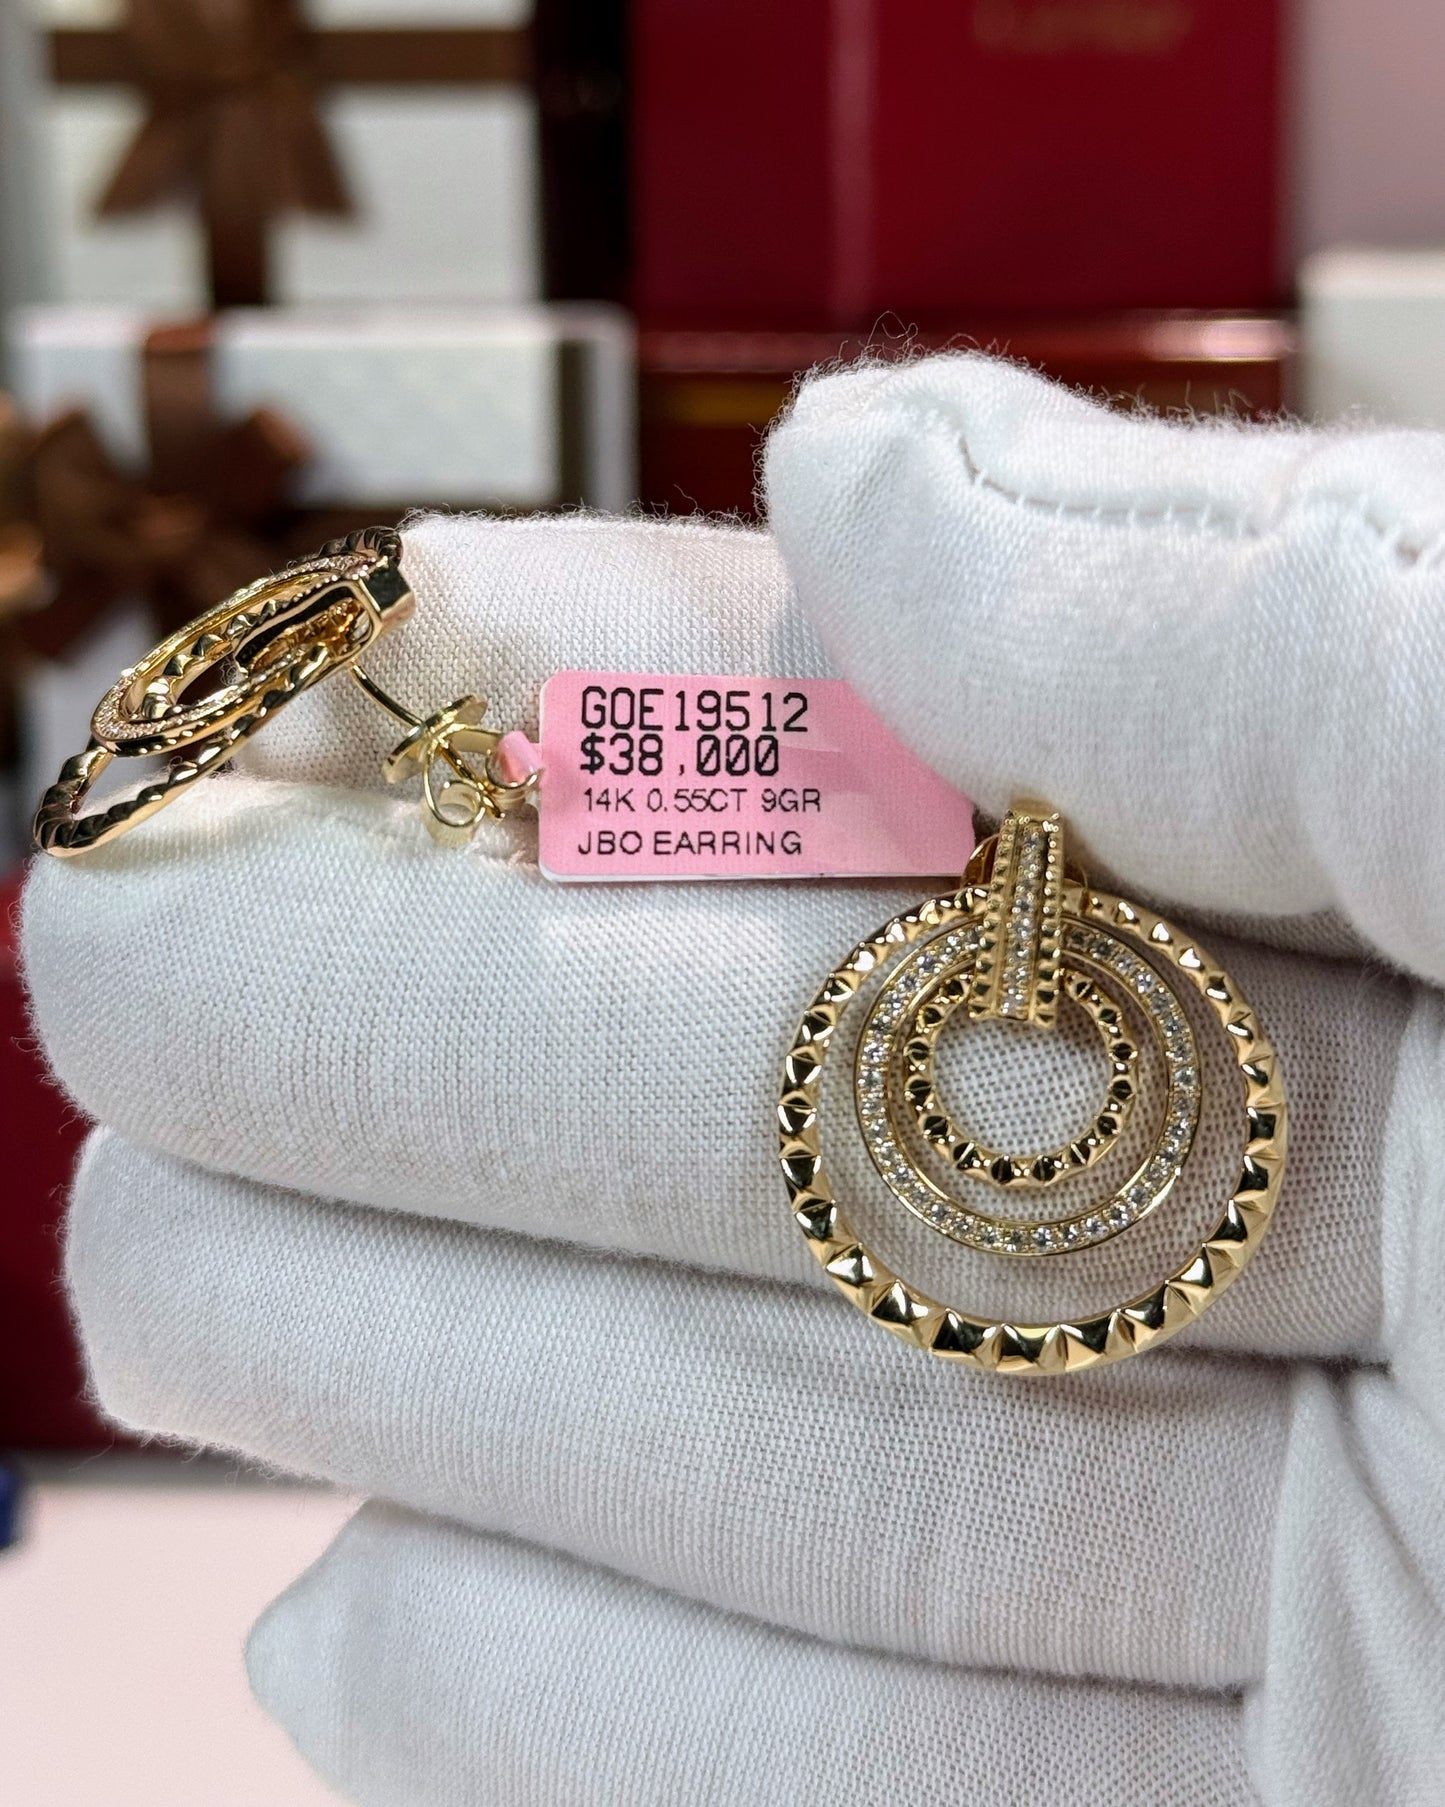 GOE19512
$38,000
14K 0.55CT 9GR
JBO EARRING